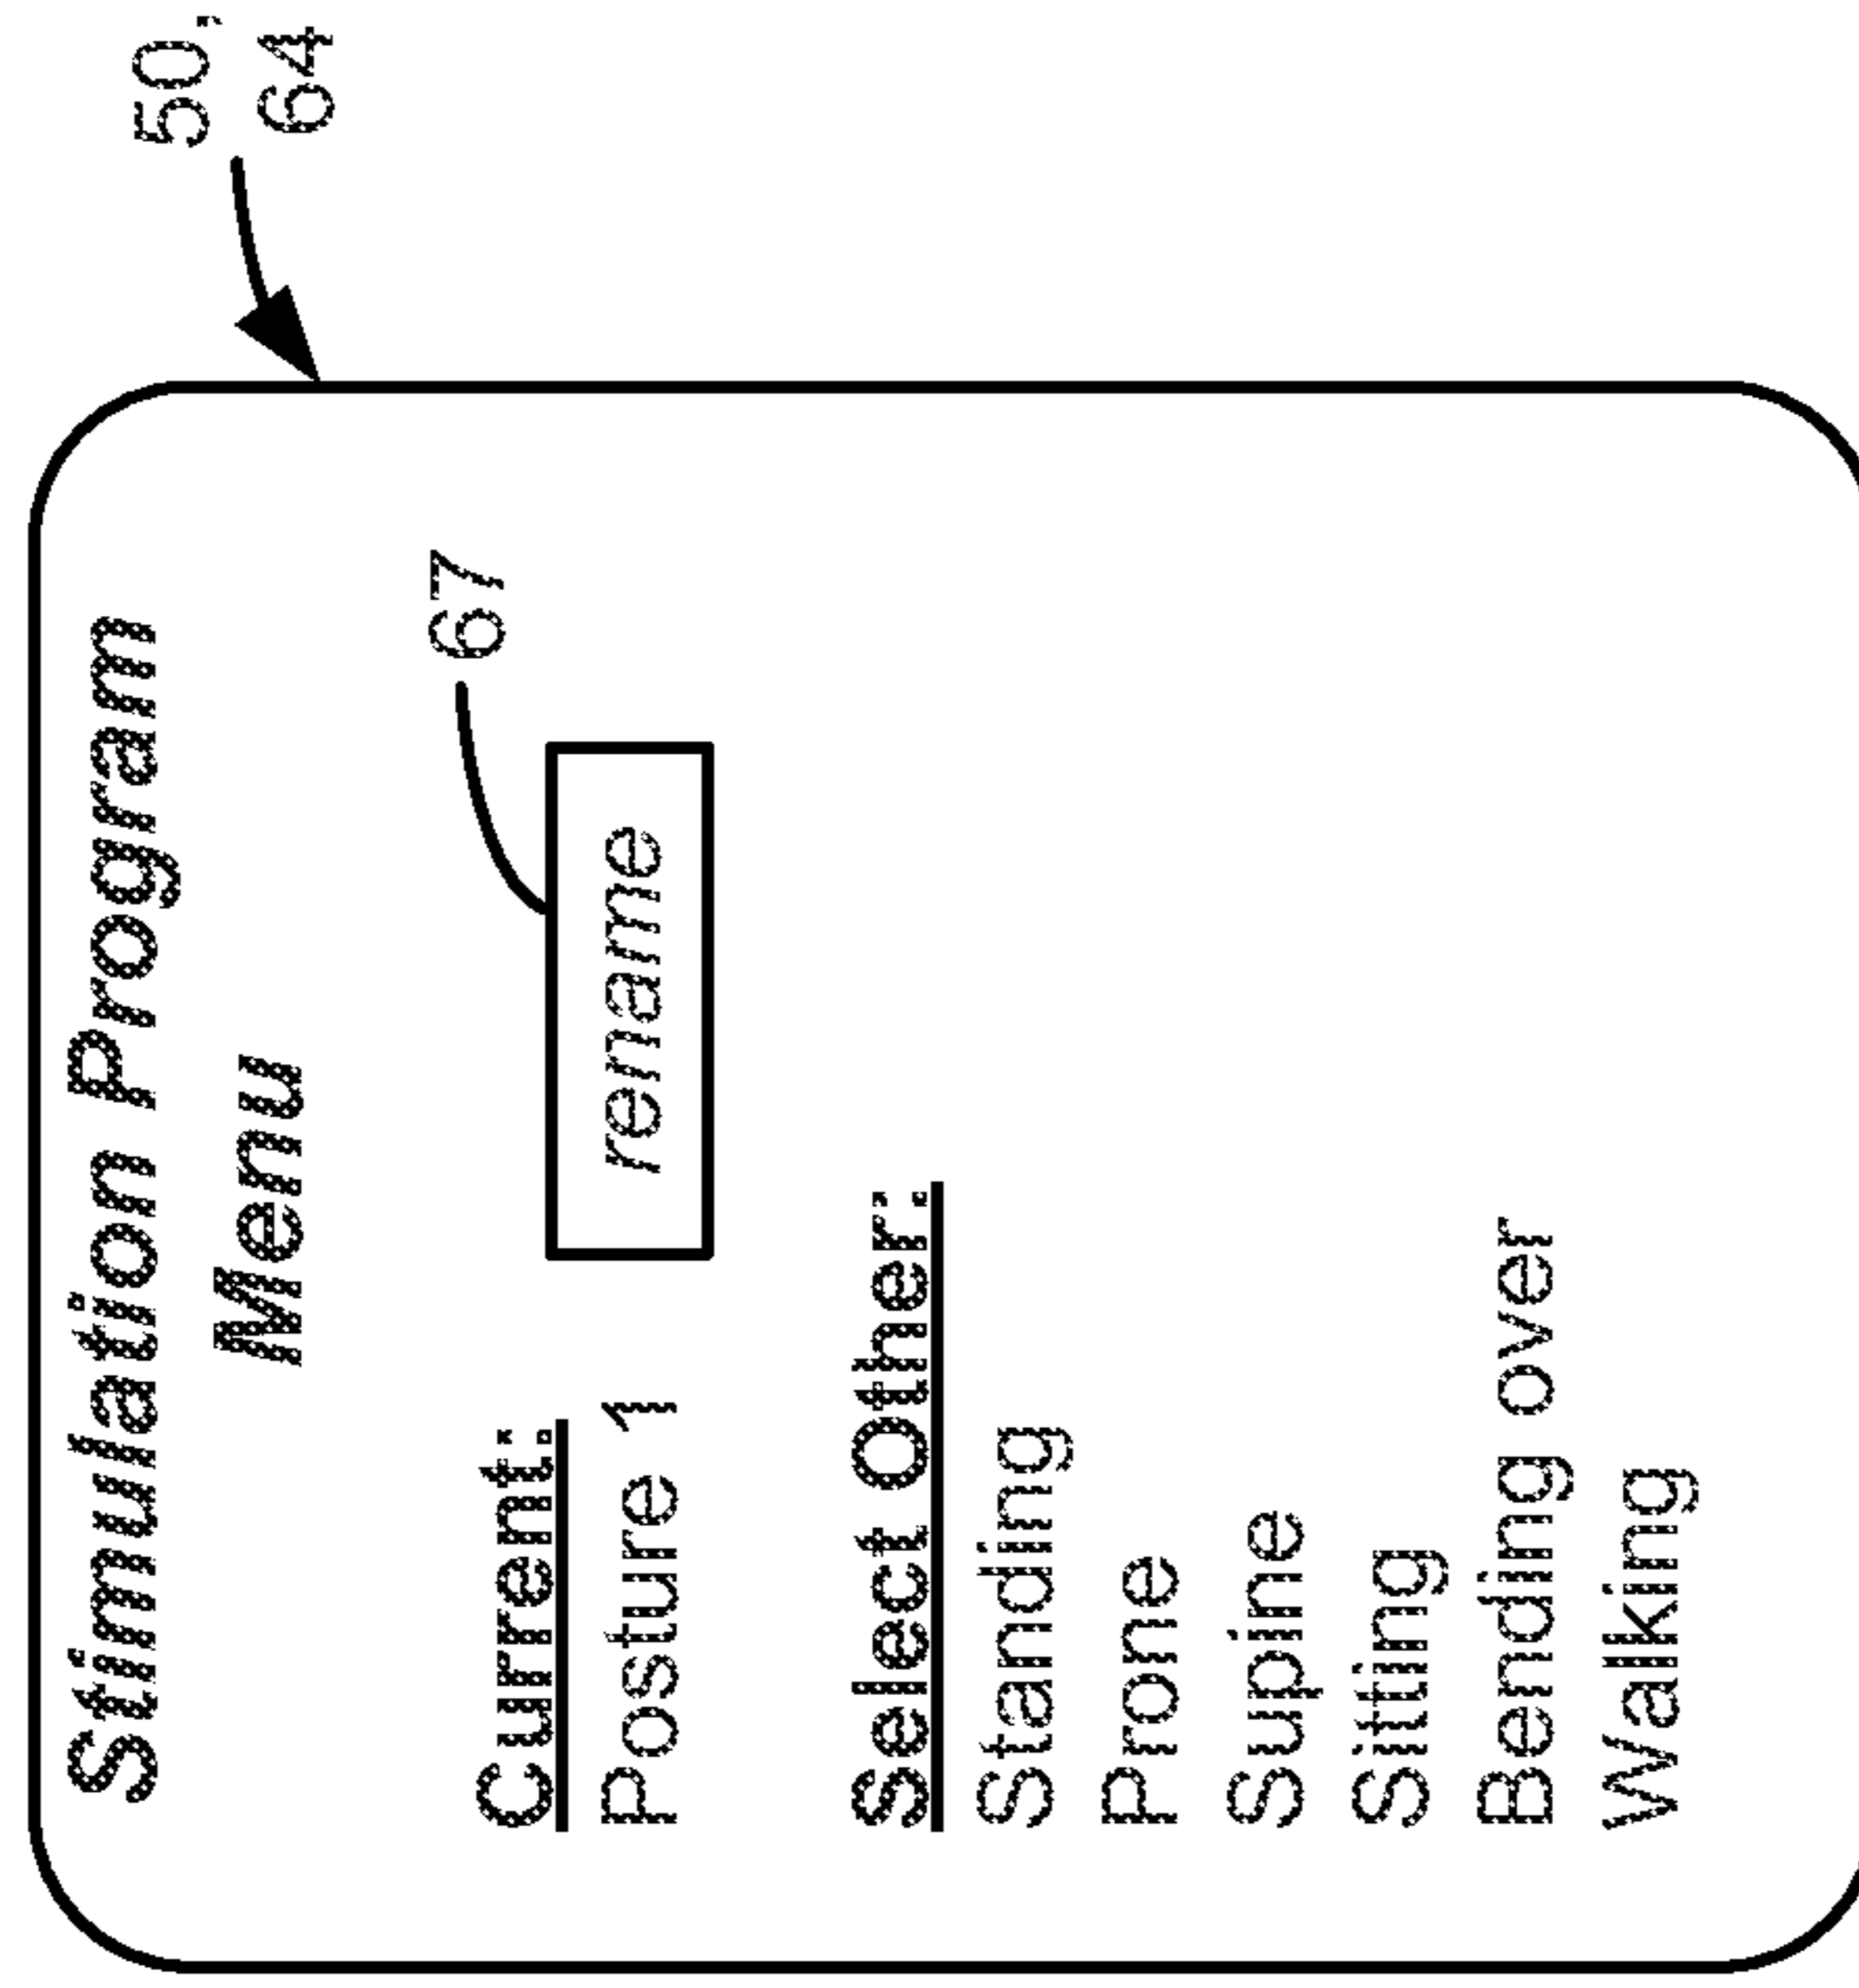 50,
64
Stimulation Program
Menu
67
Current:
Posture 1
rename
Select Other:
Standing
Prone
Supine
Sitting
Bending over
Walking